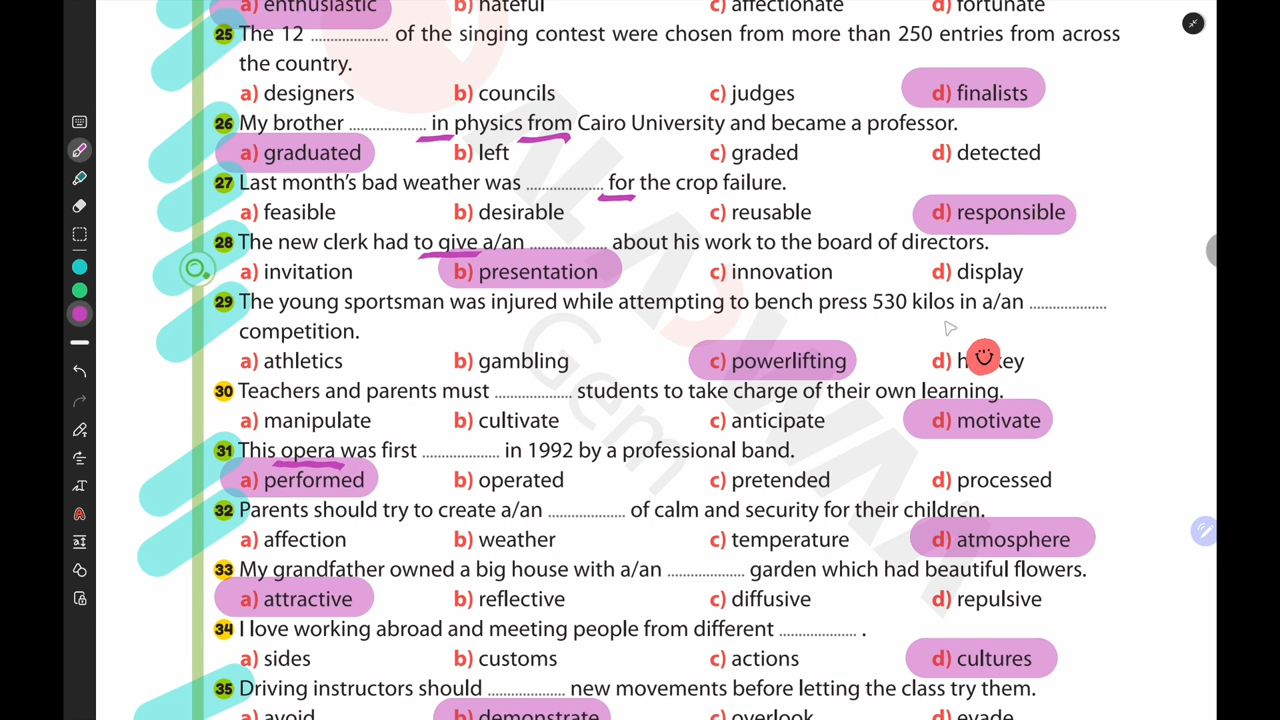 a) enthusiastic b) hateful c) affectionate d) fortunate
25 The 12 .................. of the singing contest were chosen from more than 250 entries from across
the country.
a) designers b) councils c) judges d) finalists
26 My brother .................. in physics from Cairo University and became a professor.
a) graduated b) left c) graded d) detected
27 Last month's bad weather was .................. for the crop failure.
a) feasible b) desirable c) reusable d) responsible
28 The new clerk had to give a/an .................. about his work to the board of directors.
a) invitation b) presentation c) innovation d) display
29 The young sportsman was injured while attempting to bench press 530 kilos in a/an ..................
competition.
a) athletics b) gambling c) powerlifting d)
30 Teachers and parents must .................. students to take charge of their own learning.
a) manipulate b) cultivate c) anticipate d) motivate
31 This opera was first .................. in 1992 by a professional band.
a) performed b) operated c) pretended d) processed
32 Parents should try to create a/an .................. of calm and security for their children.
a) affection b) weather c) temperature d) atmosphere
33 My grandfather owned a big house with a/an .................. garden which had beautiful flowers.
a) attractive b) reflective c) diffusive d) repulsive
34 I love working abroad and meeting people from different .................. .
a) sides b) customs c) actions d) cultures
35 Driving instructors should .................. new movements before letting the class try them.
a) avoid b) demonstrate c) overlook d) evade
ALADWAA
Gem